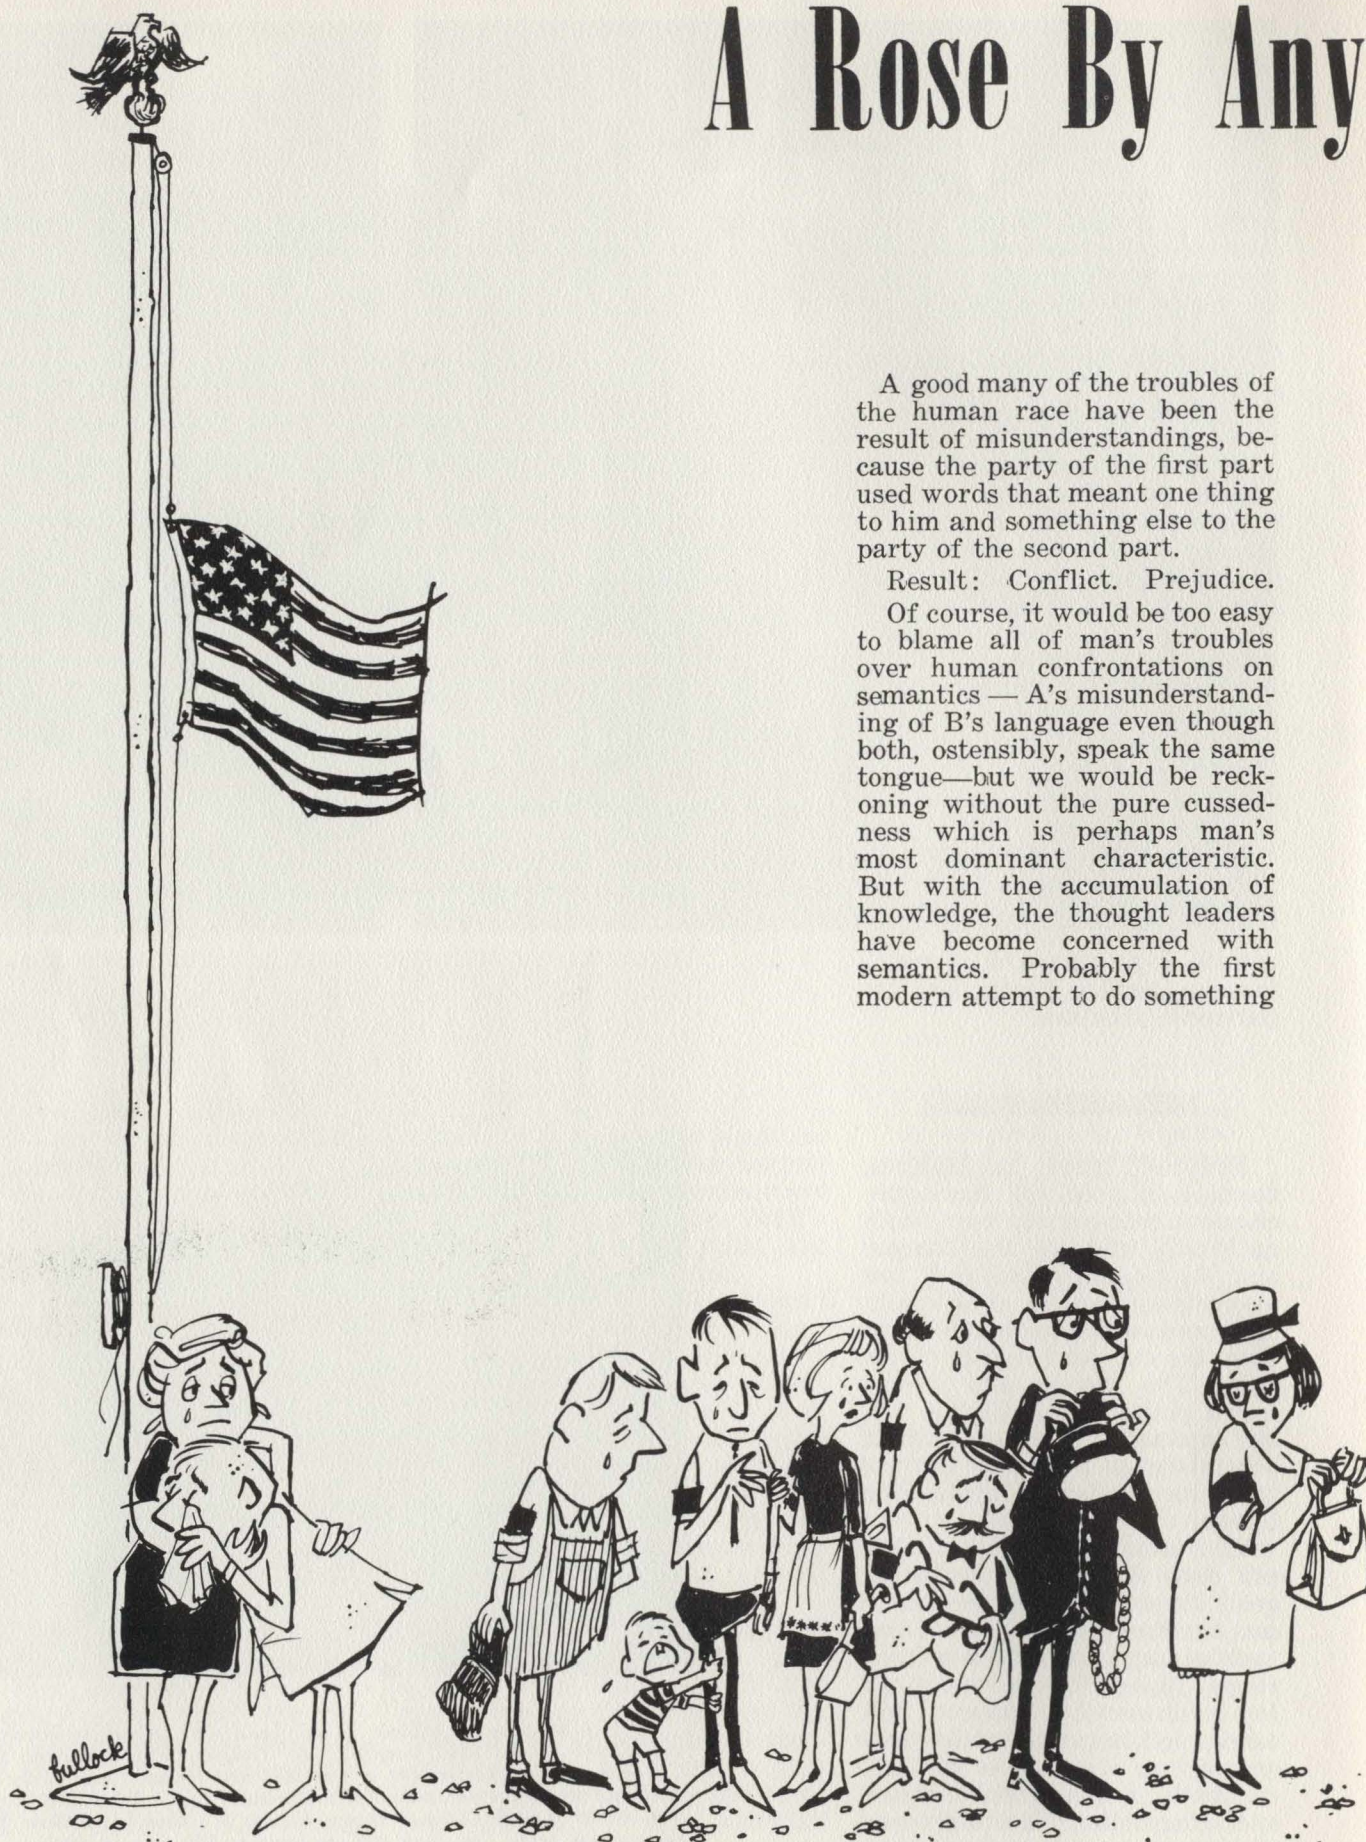 A Rose By Any
A good many of the troubles of
the human race have been the
result of misunderstandings, be-
cause the party of the first part
used words that meant one thing
to him and something else to the
party of the second part.
Result: Conflict. Prejudice.
Of course, it would be too easy
to blame all of man's troubles
over human confrontations on
semantics — A's misunderstand-
ing of B's language even though
both, ostensibly, speak the same
tongue—but we would be reck-
oning without the pure cussed-
ness which is perhaps man's
most dominant characteristic.
But with the accumulation of
knowledge, the thought leaders
have become concerned with
semantics. Probably the first
modern attempt to do something
bullock